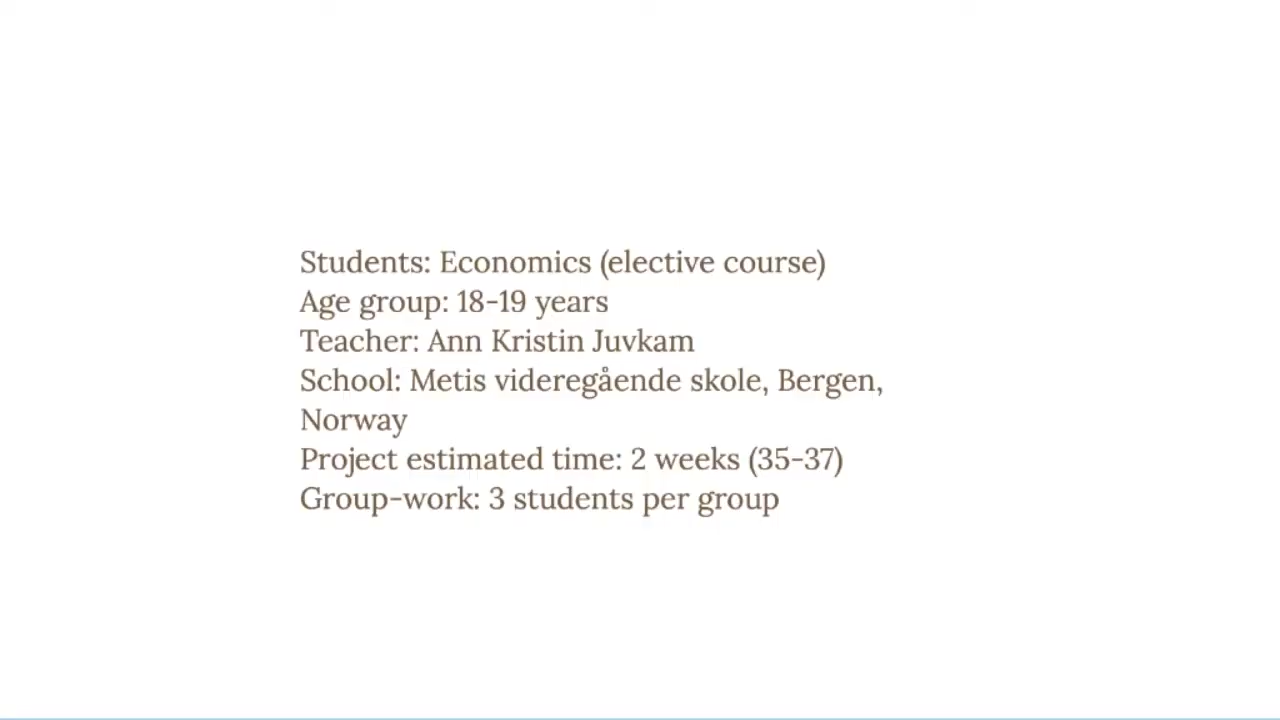 Students: Economics (elective course)
Age group: 18-19 years
Teacher: Ann Kristin Juvkam
School: Metis videregående skole, Bergen,
Norway
Project estimated time: 2 weeks (35-37)
Group-work: 3 students per group